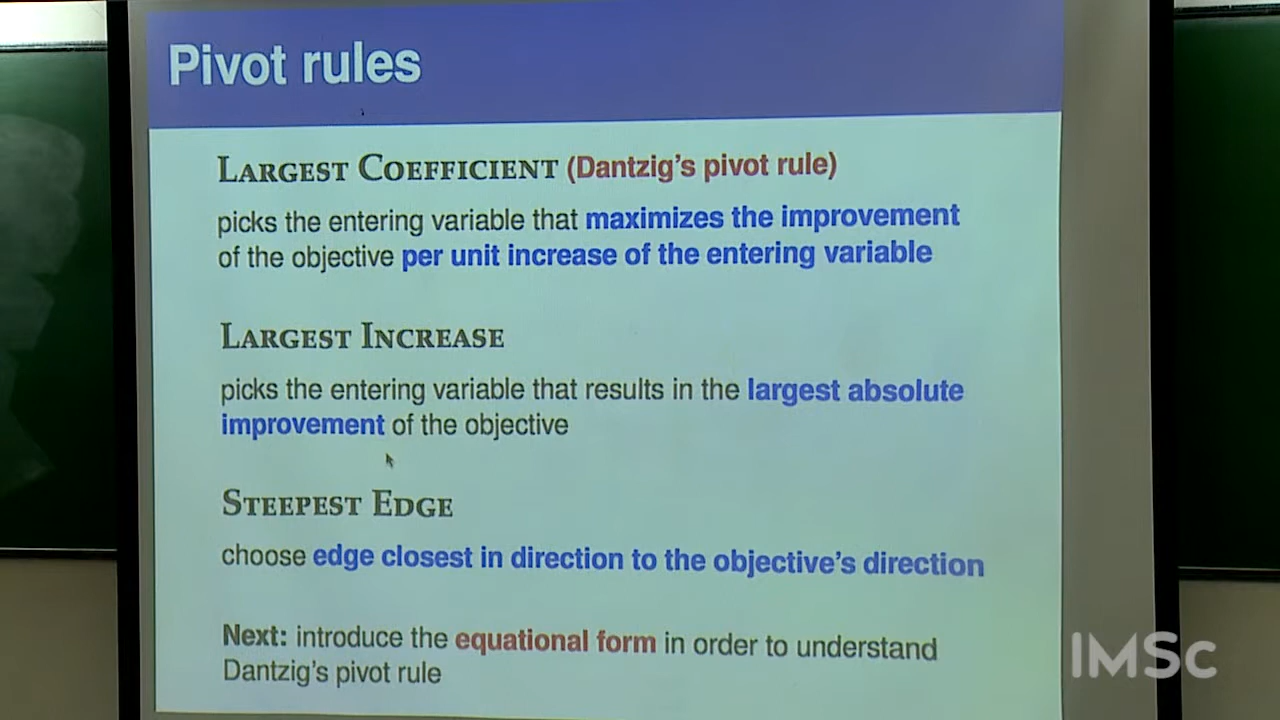 Pivot rules
LARGEST COEFFICIENT (Dantzig's pivot rule)
picks the entering variable that maximizes the improvement
of the objective per unit increase of the entering variable
LARGEST INCREASE
picks the entering variable that results in the largest absolute
improvement of the objective
STEEPEST EDGE
choose edge closest in direction to the objective's direction
Next: introduce the equational form in order to understand
Dantzig's pivot rule
IMSc